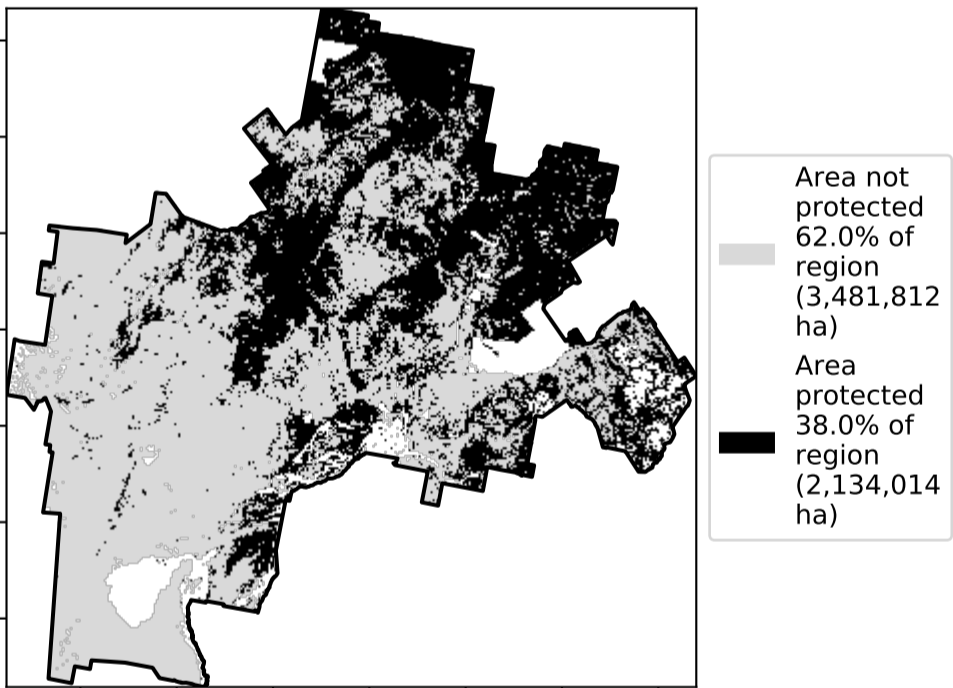 Area not
protected
62.0% of
region
(3,481,812
ha)
Area
protected
38.0% of
region
(2,134,014
ha)